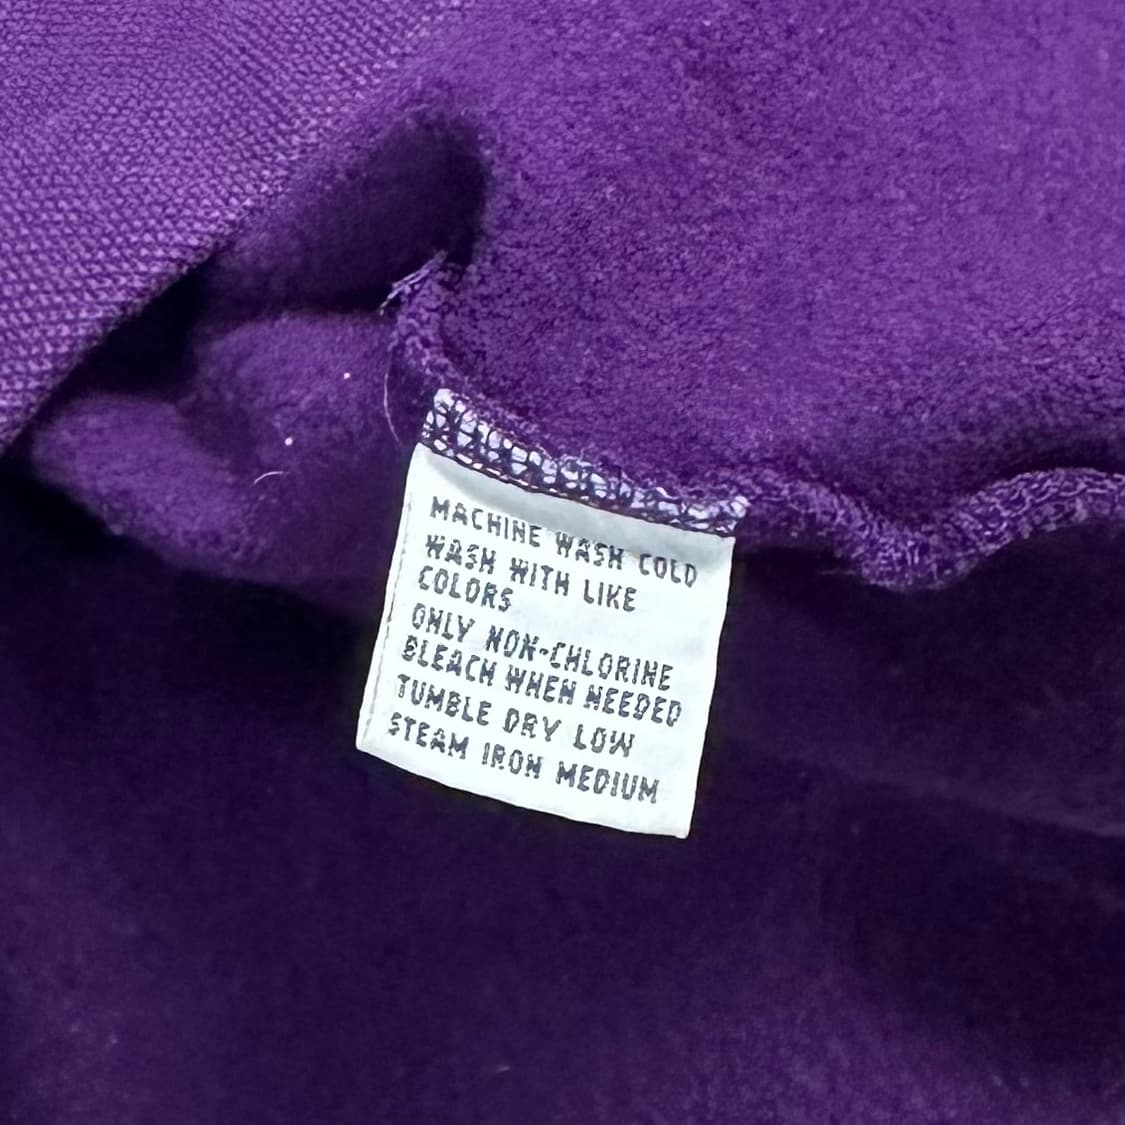 MACHINE WASH COLD
WASH WITH LIKE
COLORS
ONLY NON-CHLORINE
BLEACH WHEN NEEDED
TUMBLE DRY LOW
STEAM IRON MEDIUM